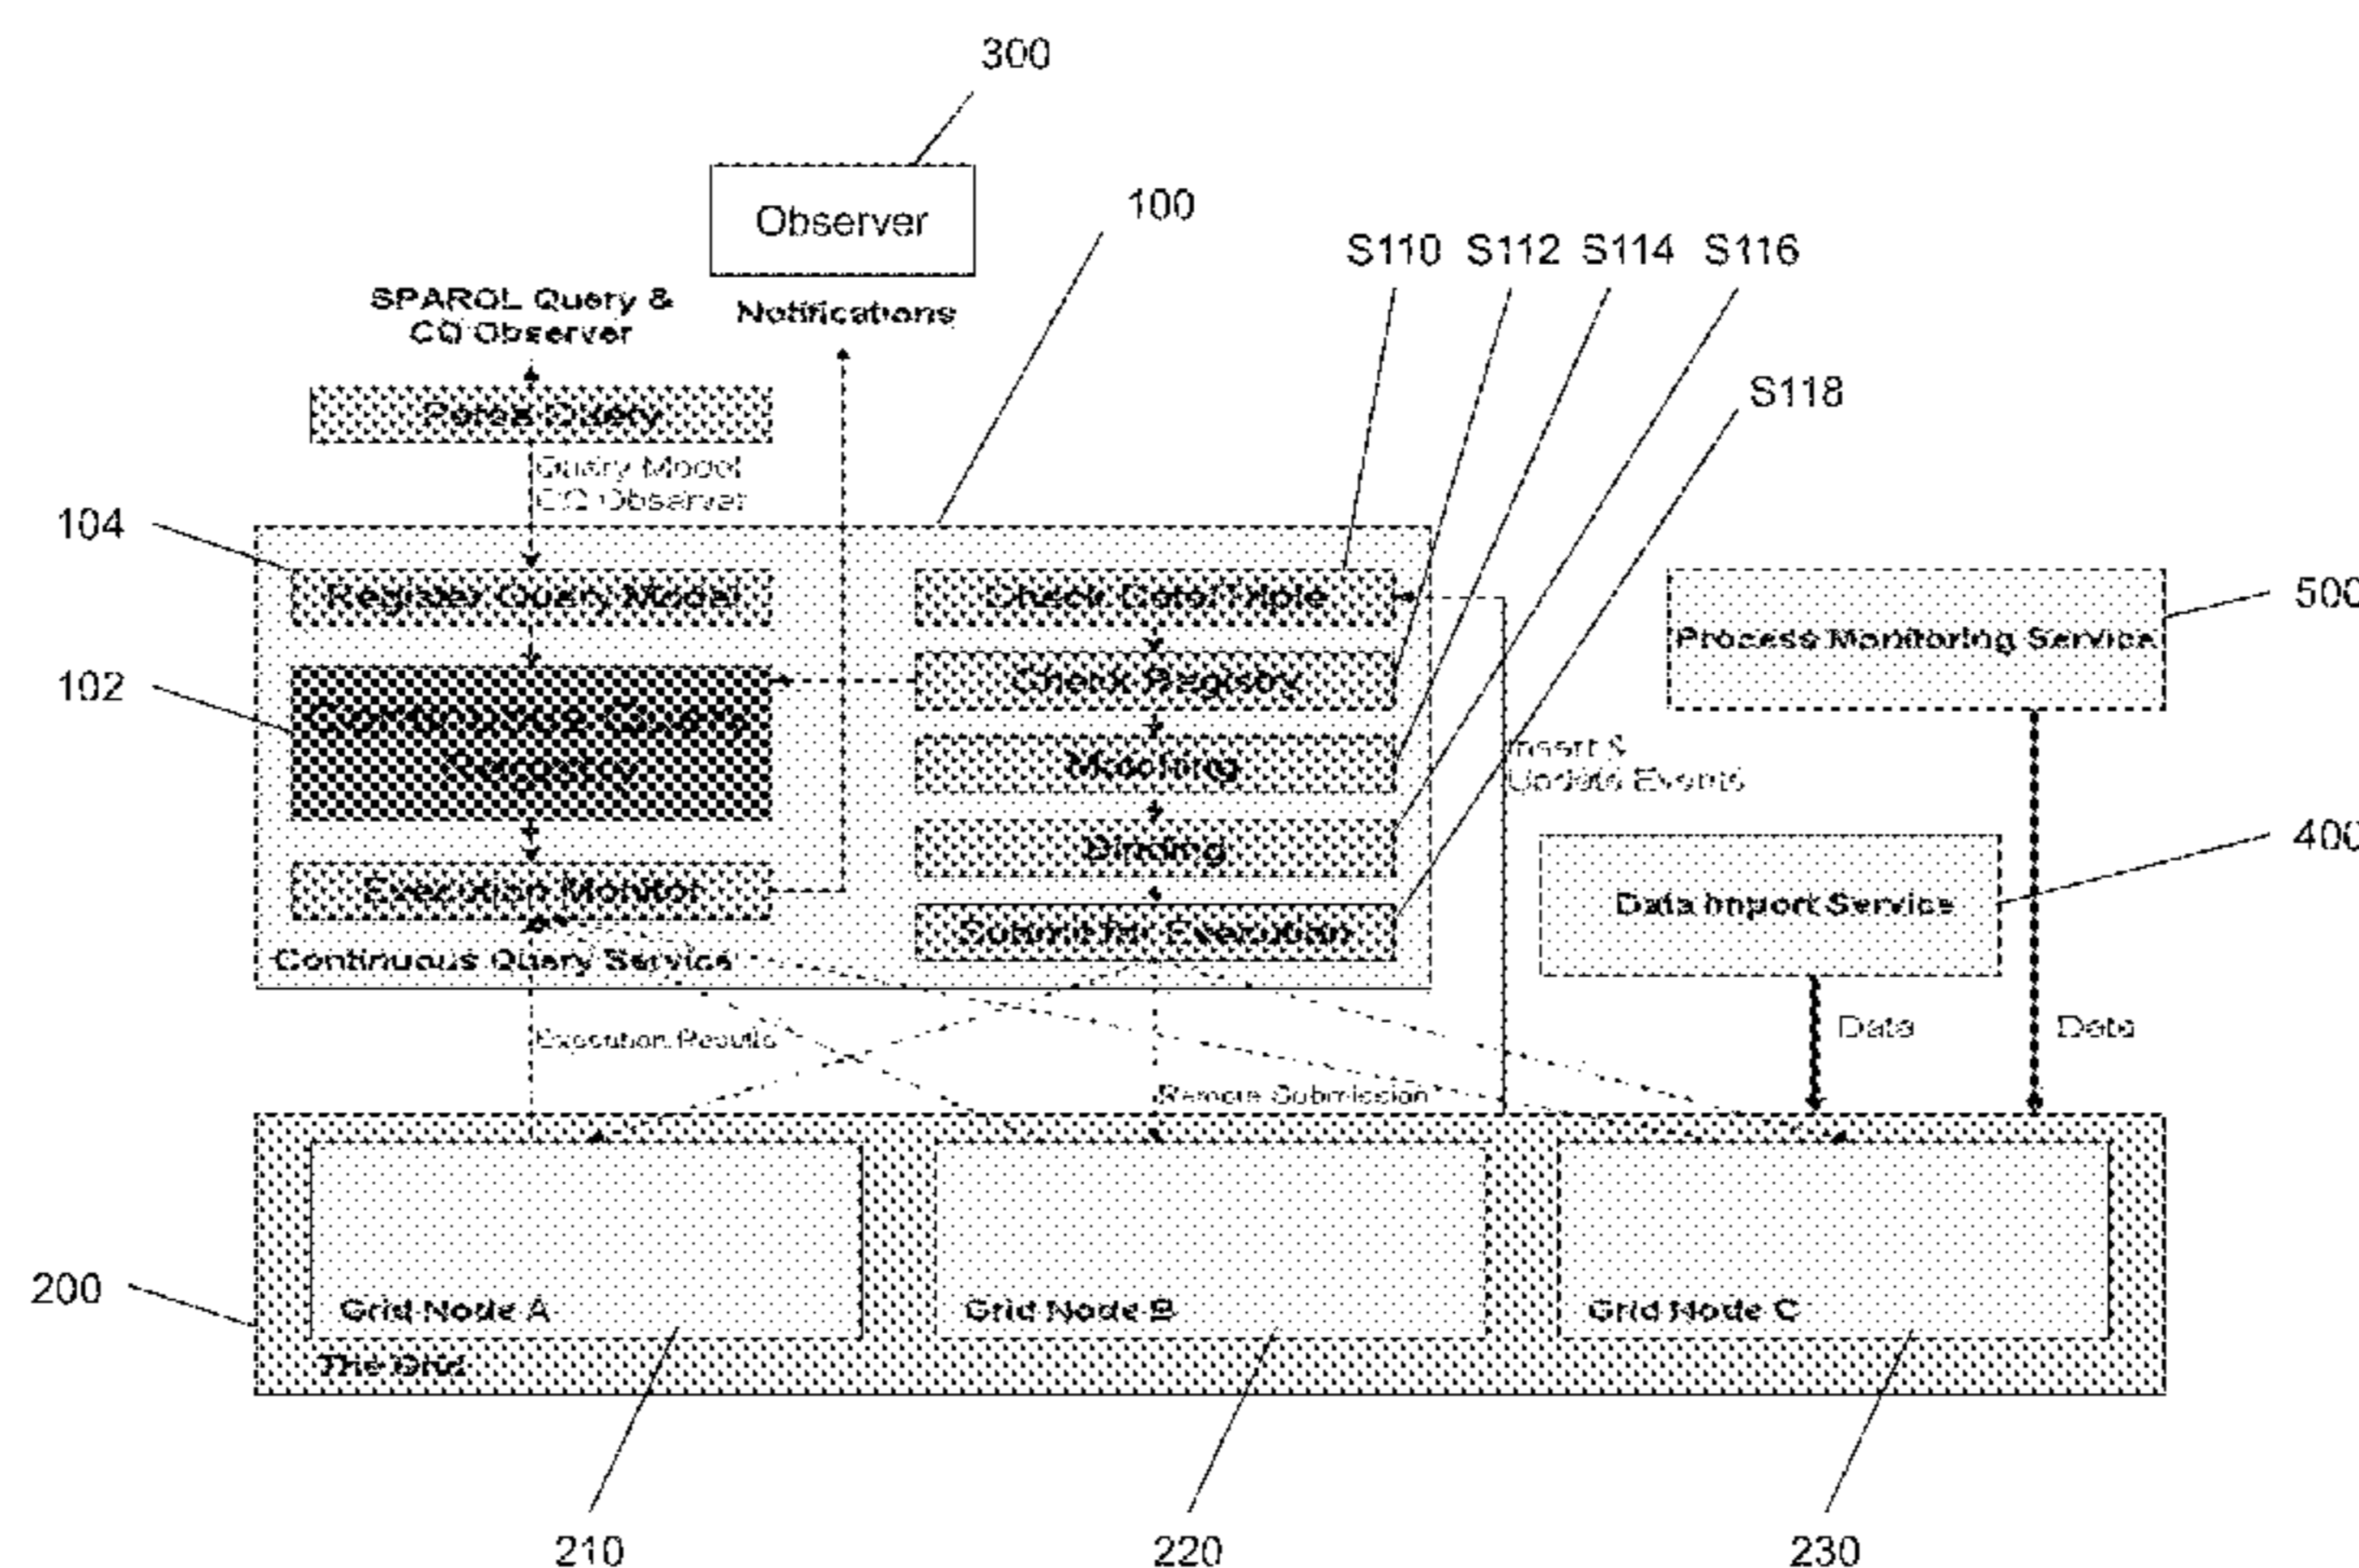 300
Observer
100
S110 S112 S114 S116
SPARQL Query &
CQ Observer
Notifications
S118
Parse Query
Query Model
CQ Observer
104
Register Query Model
Check Data/Triple
500
Process Monitoring Service
102
Check Registry
Continuous Query
Registry
Matching
Insert &
Update Events
Binding
400
Execution Monitor
Data Import Service
Submit for Execution
Continuous Query Service
Execution Results
Data
Data
Remote Submission
200
Grid Node A
Grid Node B
Grid Node C
The Grid
210
220
230